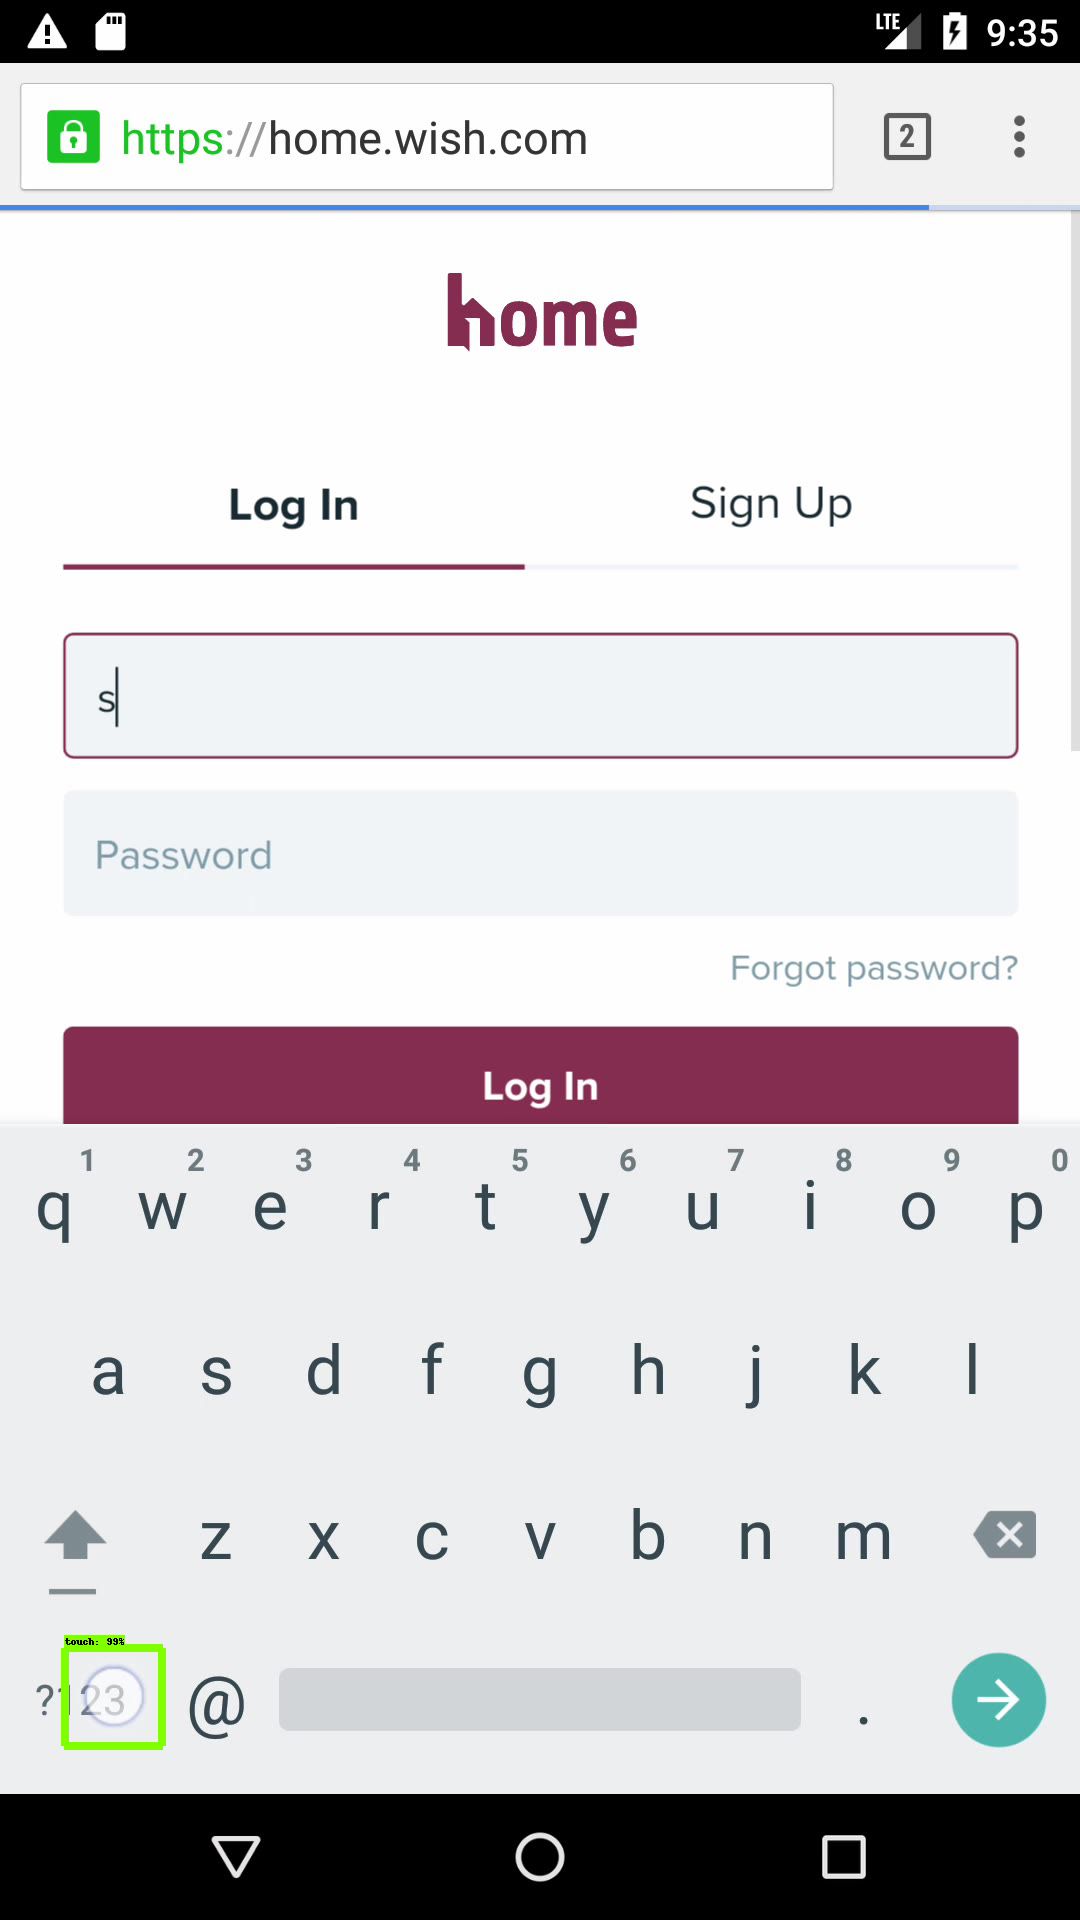 LTE 9:35
https://home.wish.com 2
home
Log In Sign Up
s
Password
Forgot password?
Log In
1 2 3 4 5 6 7 8 9 0
q w e r t y u i o p
a s d f g h j k l
z x c v b n m
touch: 99%
?123 @ .